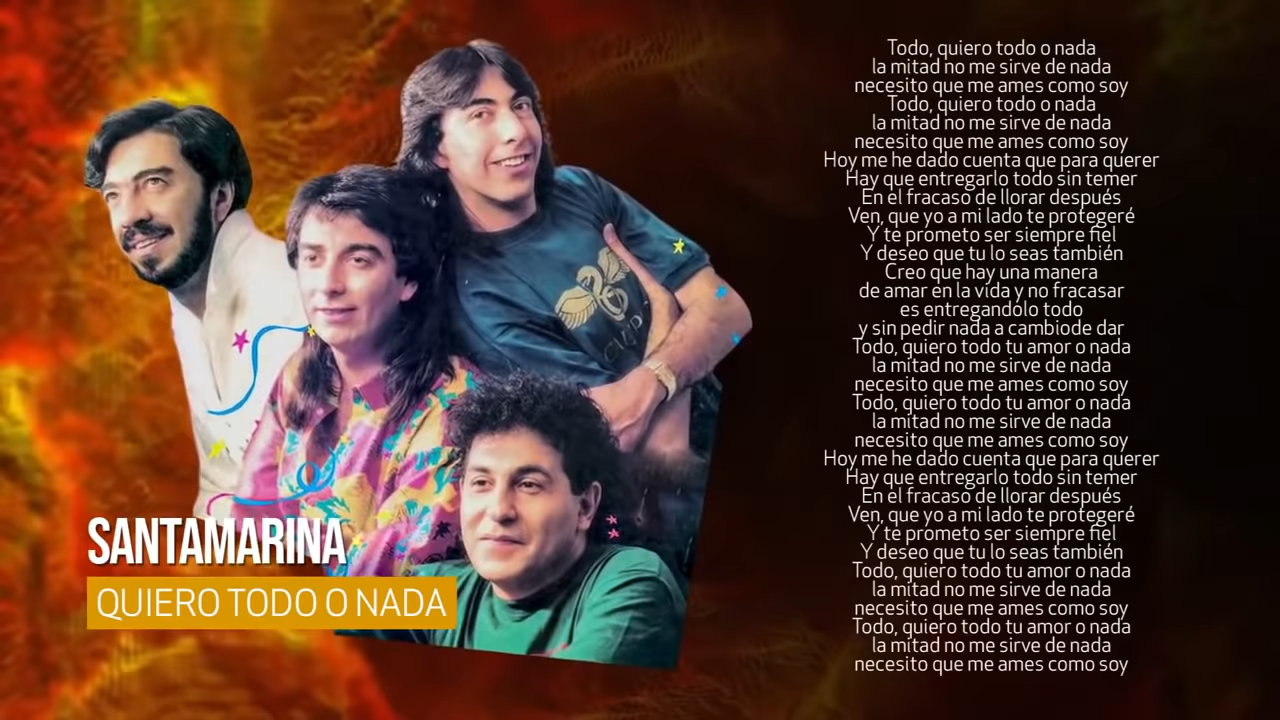 SANTAMARINA
QUIERO TODO O NADA
Todo, quiero todo o nada
la mitad no me sirve de nada
necesito que me ames como soy
Todo, quiero todo o nada
la mitad no me sirve de nada
necesito que me ames como soy
Hoy me he dado cuenta que para querer
Hay que entregarlo todo sin temer
En el fracaso de llorar después
Ven, que yo a mi lado te protegeré
Y te prometo ser siempre fiel
Y deseo que tu lo seas también
Creo que hay una manera
de amar en la vida y no fracasar
es entregandolo todo
y sin pedir nada a cambiode dar
Todo, quiero todo tu amor o nada
la mitad no me sirve de nada
necesito que me ames como soy
Todo, quiero todo tu amor o nada
la mitad no me sirve de nada
necesito que me ames como soy
Hoy me he dado cuenta que para querer
Hay que entregarlo todo sin temer
En el fracaso de llorar después
Ven, que yo a mi lado te protegeré
Y te prometo ser siempre fiel
Y deseo que tu lo seas también
Todo, quiero todo tu amor o nada
la mitad no me sirve de nada
necesito que me ames como soy
Todo, quiero todo tu amor o nada
la mitad no me sirve de nada
necesito que me ames como soy